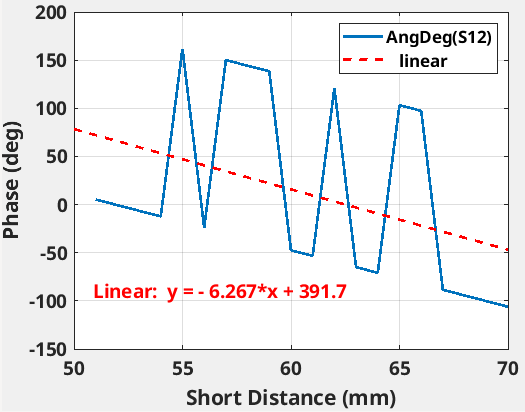 200
150
100
50
0
-50
-100
-150
Phase (deg)
AngDeg(S12)
linear
Linear: y = - 6.267*x + 391.7
50 55 60 65 70
Short Distance (mm)